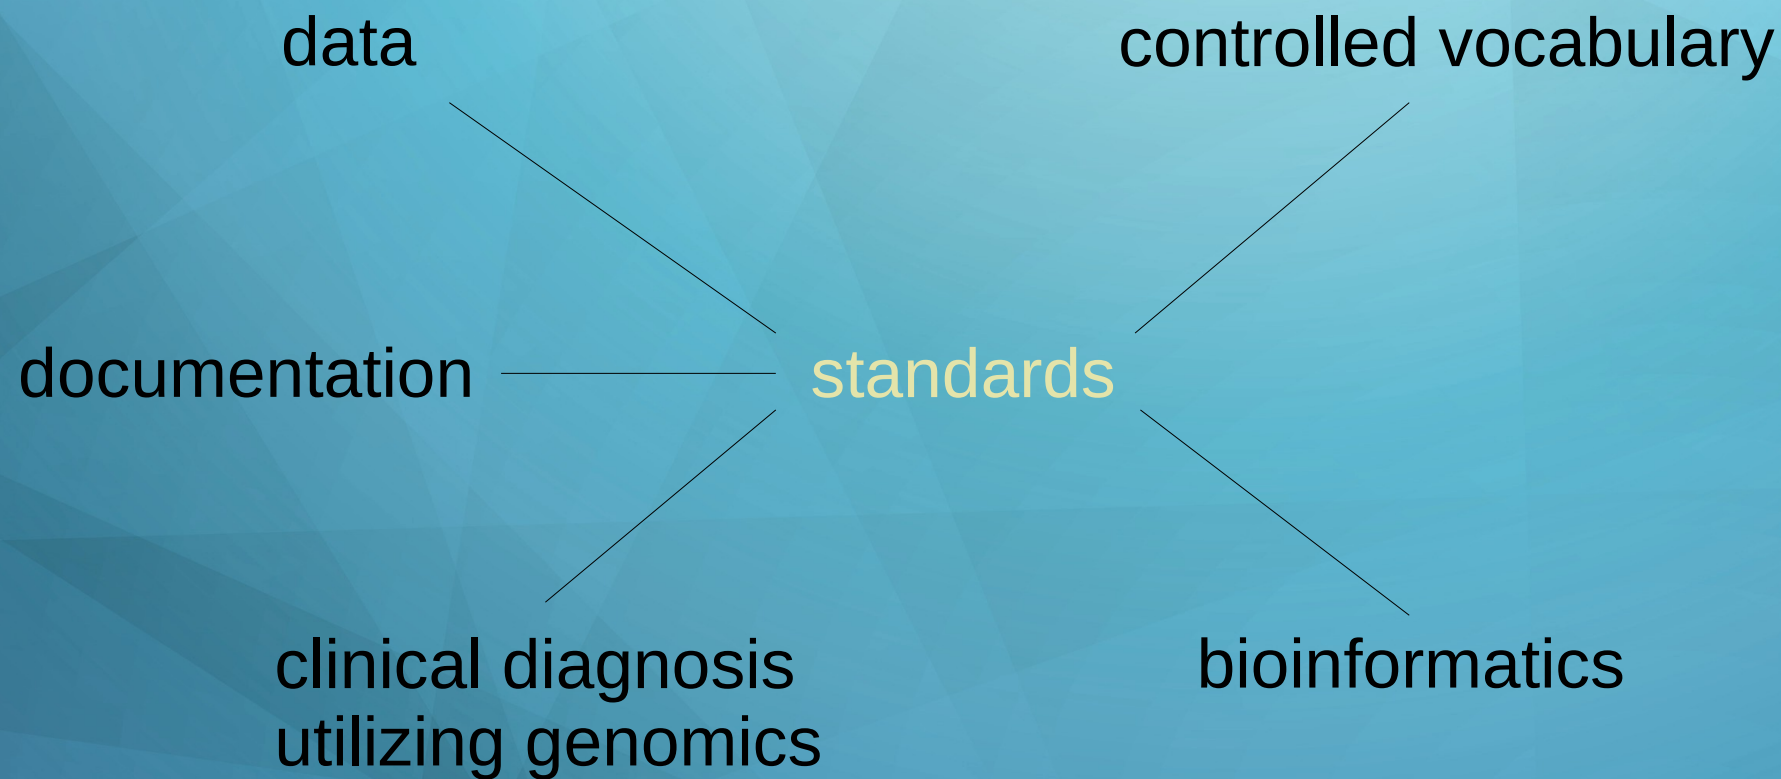 data
controlled vocabulary
documentation
standards
clinical diagnosis
utilizing genomics
bioinformatics